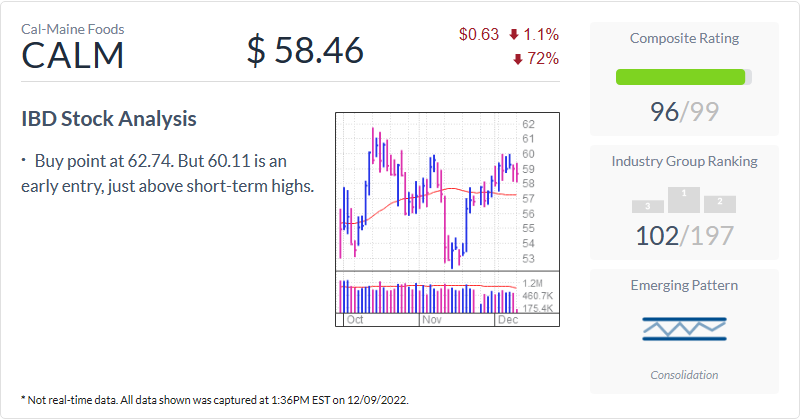 Cal-Maine Foods
CALM
$ 58.46
$0.63 1.1%
72%
IBD Stock Analysis
· Buy point at 62.74. But 60.11 is an
early entry, just above short-term highs.
62
61
60
59
58
57
56
55
54
53
1.2M
460.7K
175.4K
Oct Nov Dec
Composite Rating
96/99
Industry Group Ranking
3 1 2
102/197
Emerging Pattern
Consolidation
* Not real-time data. All data shown was captured at 1:36PM EST on 12/09/2022.